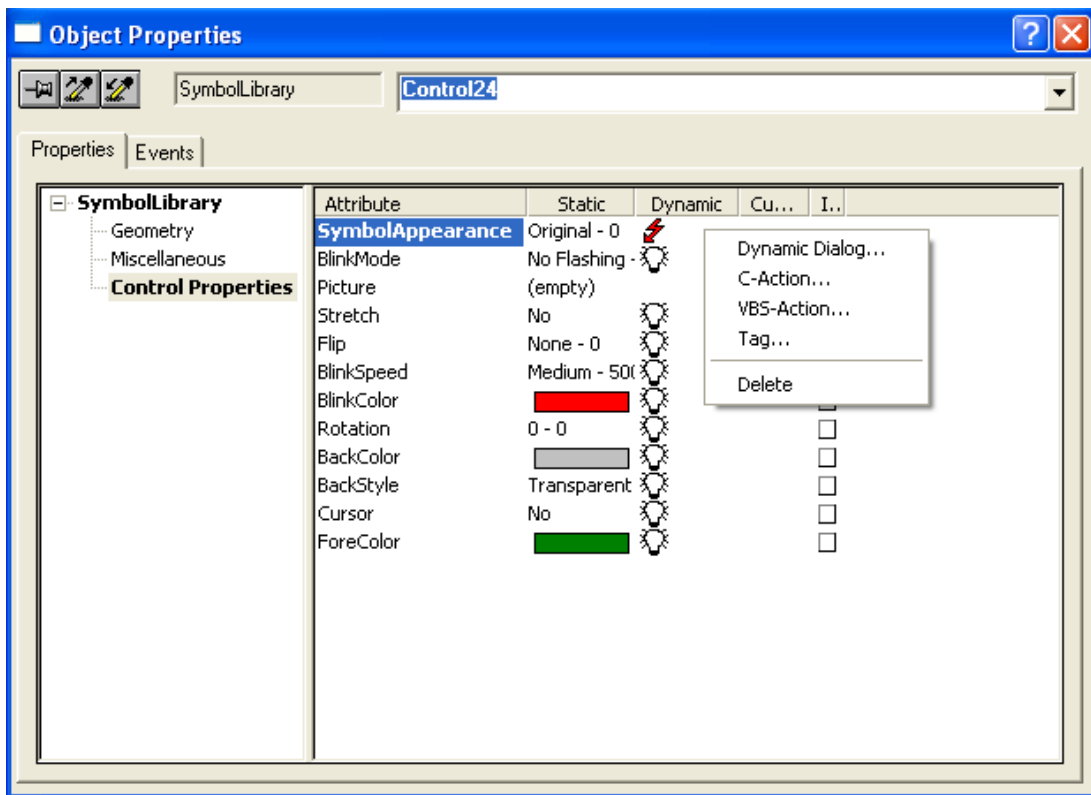 Object Properties
SymbolLibrary Control24
Properties Events
SymbolLibrary
Geometry
Miscellaneous
Control Properties
Attribute Static Dynamic Cu... I..
SymbolAppearance Original - 0
BlinkMode No Flashing -
Picture (empty)
Stretch No
Flip None - 0
BlinkSpeed Medium - 50
BlinkColor
Rotation 0 - 0
BackColor
BackStyle Transparent
Cursor No
ForeColor
Dynamic Dialog...
C-Action...
VBS-Action...
Tag...
Delete